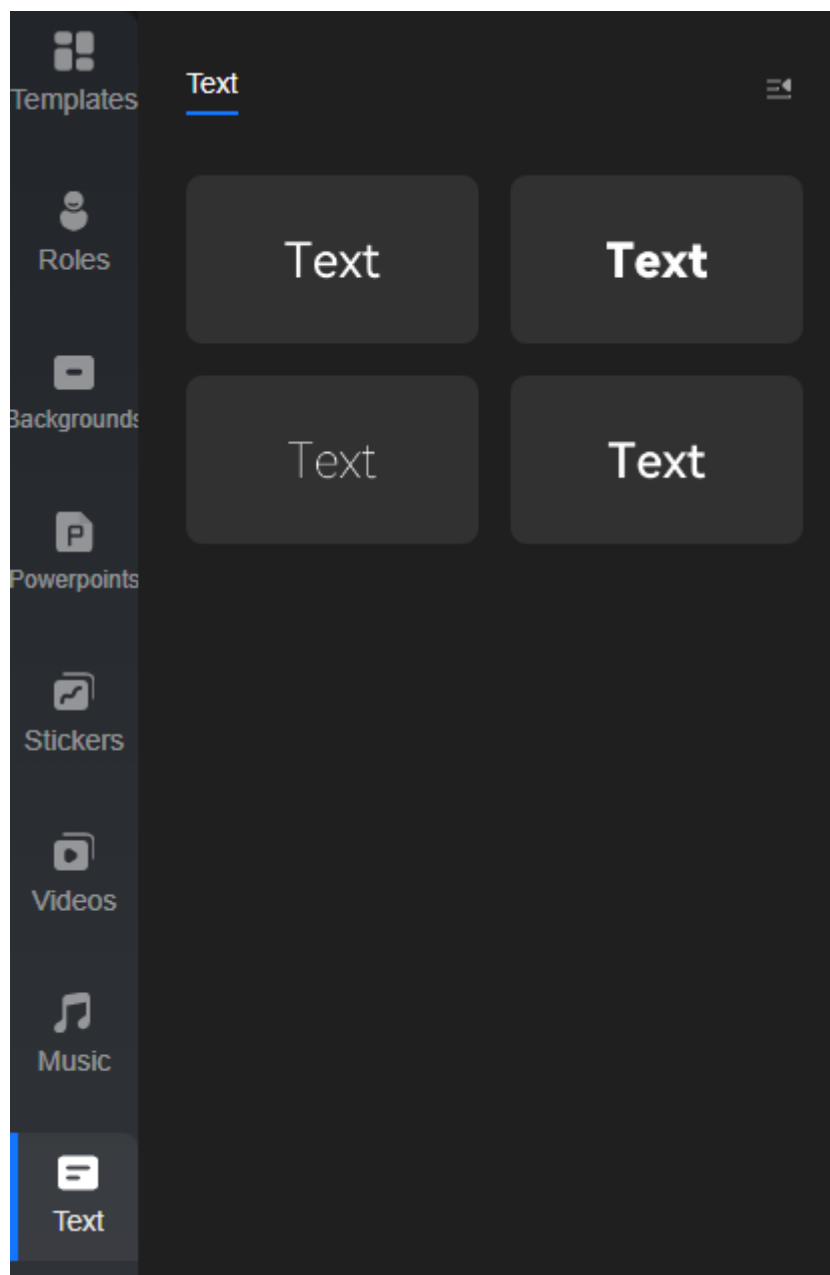 Templates
Roles
Backgrounds
Powerpoints
Stickers
Videos
Music
Text
Text
Text
Text
Text
Text